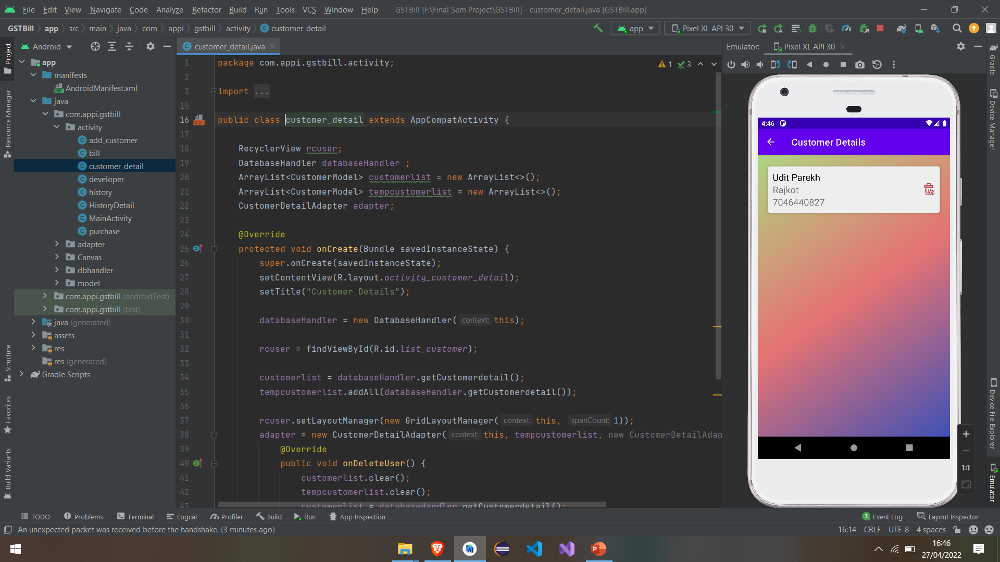 File Edit View Navigate Code Analyze Refactor Build Run Tools VCS Window Help GSTBill [F:\Final Sem Project\GSTBill] - customer_detail.java [GSTBill.app]
GSTBill app src main java com appi gstbill activity customer_detail app Pixel XL API 30
Project
Resource Manager
Structure
Favorites
Build Variants
Android
app
manifests
AndroidManifest.xml
java
com.appi.gstbill
activity
add_customer
bill
customer_detail
developer
history
HistoryDetail
MainActivity
purchase
adapter
Canvas
dbhandler
model
com.appi.gstbill (androidTest)
com.appi.gstbill (test)
java (generated)
assets
res
res (generated)
Gradle Scripts
customer_detail.java
1 3
1 package com.appi.gstbill.activity;
2
3 import ...
15
16 public class customer_detail extends AppCompatActivity {
17
18 RecyclerView rcuser;
19 DatabaseHandler databaseHandler ;
20 ArrayList<CustomerModel> customerlist = new ArrayList<>();
21 ArrayList<CustomerModel> tempcustomerlist = new ArrayList<>();
22 CustomerDetailAdapter adapter;
23
24 @Override
25 protected void onCreate(Bundle savedInstanceState) {
26 super.onCreate(savedInstanceState);
27 setContentView(R.layout.activity_customer_detail);
28 setTitle("Customer Details");
29
30 databaseHandler = new DatabaseHandler( context: this);
31
32 rcuser = findViewById(R.id.list_customer);
33
34 customerlist = databaseHandler.getCustomerdetail();
35 tempcustomerlist.addAll(databaseHandler.getCustomerdetail());
36
37 rcuser.setLayoutManager(new GridLayoutManager( context: this, spanCount: 1));
38 adapter = new CustomerDetailAdapter( context: this, tempcustomerlist, new CustomerDetailAdap
39 @Override
40 public void onDeleteUser() {
41 customerlist.clear();
42 tempcustomerlist.clear();
43 customerlist = databaseHandler.getCustomerdetail();
Emulator: Pixel XL API 30
4:46
Customer Details
Udit Parekh
Rajkot
7046440827
1:1
Gradle
Device Manager
Device File Explorer
Emulator
TODO Problems Terminal Logcat Profiler Build Run App Inspection 3 Event Log Layout Inspector
An unexpected packet was received before the handshake. (3 minutes ago) 16:14 CRLF UTF-8 4 spaces
16:46
27/04/2022